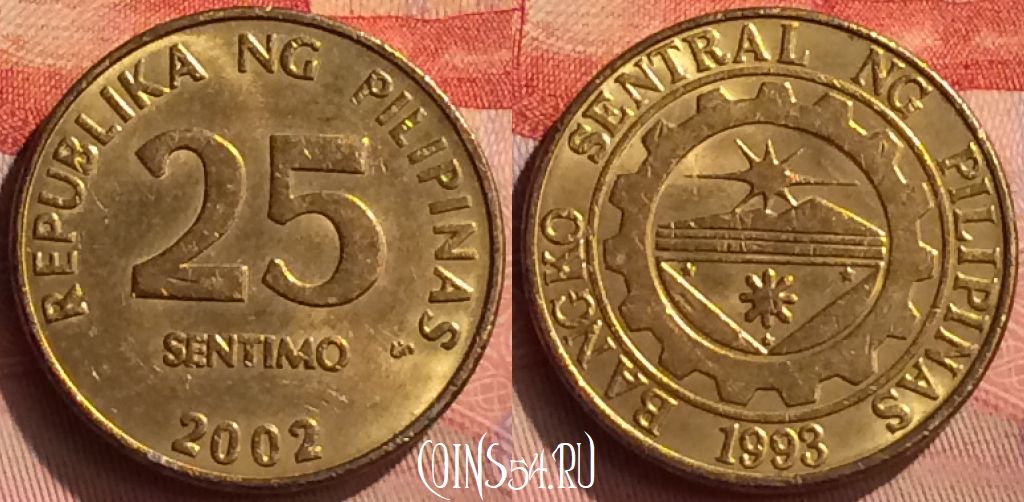 REPUBLIKA NG PILIPINAS
25
SENTIMO
2002
BANGKO SENTRAL NG PILIPINAS
1993
COINS54.RU